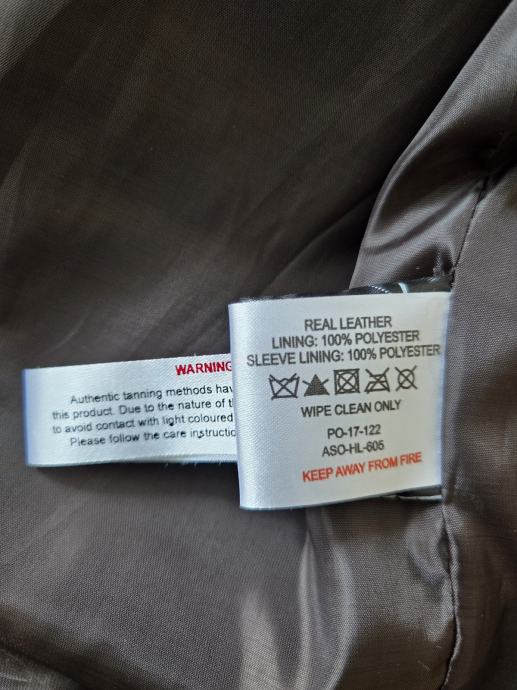 WARNING
Authentic tanning methods hav
this product. Due to the nature of t
to avoid contact with light coloured
Please follow the care instructio
REAL LEATHER
LINING: 100% POLYESTER
SLEEVE LINING: 100% POLYESTER
WIPE CLEAN ONLY
PO-17-122
ASO-HL-605
KEEP AWAY FROM FIRE